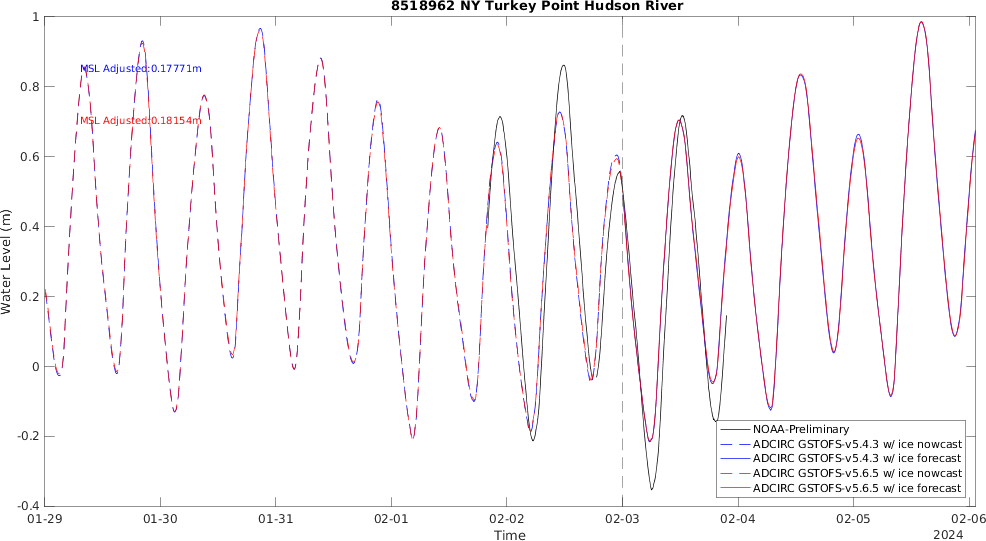 8518962 NY Turkey Point Hudson River
1
0.8
0.6
0.4
0.2
0
-0.2
-0.4
Water Level (m)
MSL Adjusted:0.17771m
MSL Adjusted:0.18154m
NOAA-Preliminary
ADCIRC GSTOFS-v5.4.3 w/ ice nowcast
ADCIRC GSTOFS-v5.4.3 w/ ice forecast
ADCIRC GSTOFS-v5.6.5 w/ ice nowcast
ADCIRC GSTOFS-v5.6.5 w/ ice forecast
01-29
01-30
01-31
02-01
02-02
02-03
02-04
02-05
02-06
Time
2024